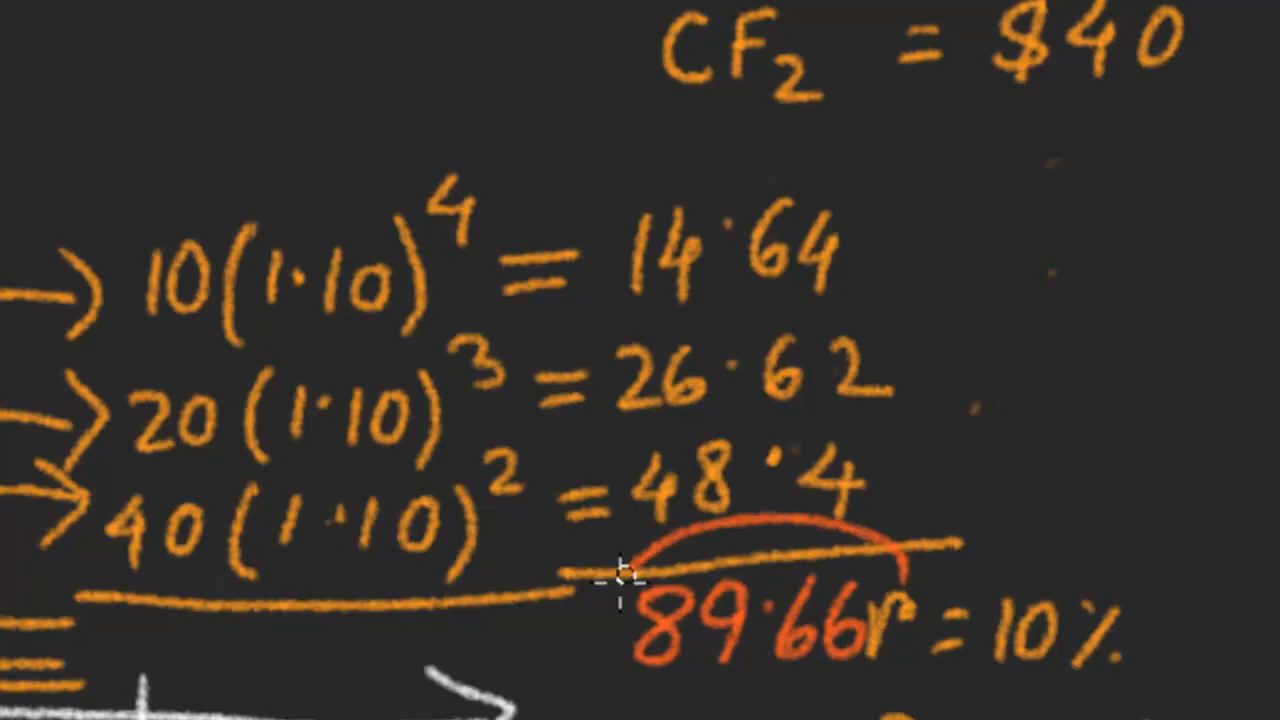 CF2 = $40
10(1·10)^4 = 14·64
20(1·10)^3 = 26·62
40(1·10)^2 = 48·4
89·66
r = 10%